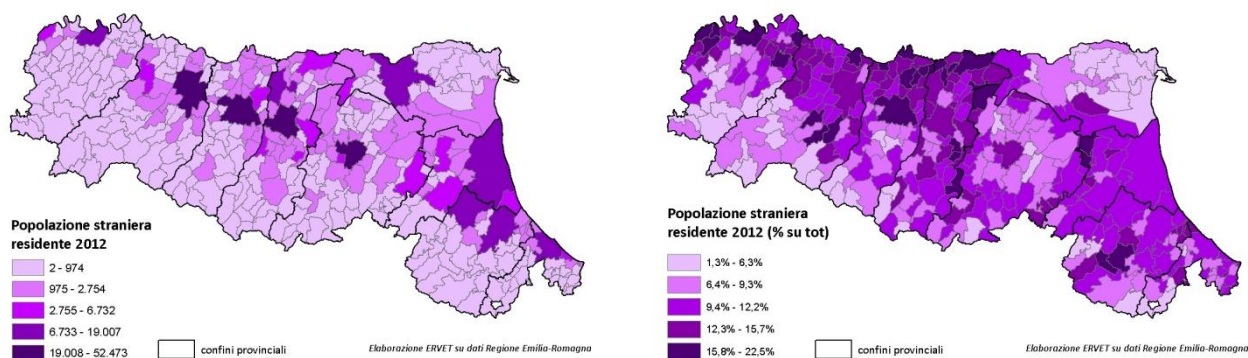 Popolazione straniera
residente 2012
2 - 974
975 - 2.754
2.755 - 6.732
6.733 - 19.007
19.008 - 52.473
confini provinciali
Elaborazione ERVET su dati Regione Emilia-Romagna
Popolazione straniera
residente 2012 (% su tot)
1,3% - 6,3%
6,4% - 9,3%
9,4% - 12,2%
12,3% - 15,7%
15,8% - 22,5%
confini provinciali
Elaborazione ERVET su dati Regione Emilia-Romagna